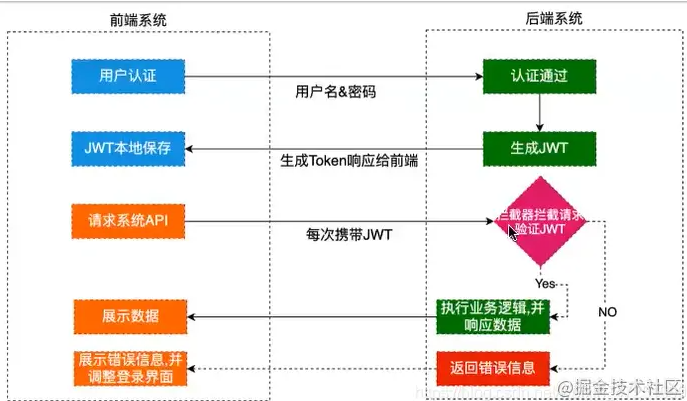 前端系统
后端系统
用户认证
用户名&密码
认证通过
JWT本地保存
生成Token响应给前端
生成JWT
请求系统API
每次携带JWT
拦截器拦截请求
验证JWT
Yes
NO
展示数据
执行业务逻辑,并
响应数据
展示错误信息,并
调整登录界面
返回错误信息
@掘金技术社区